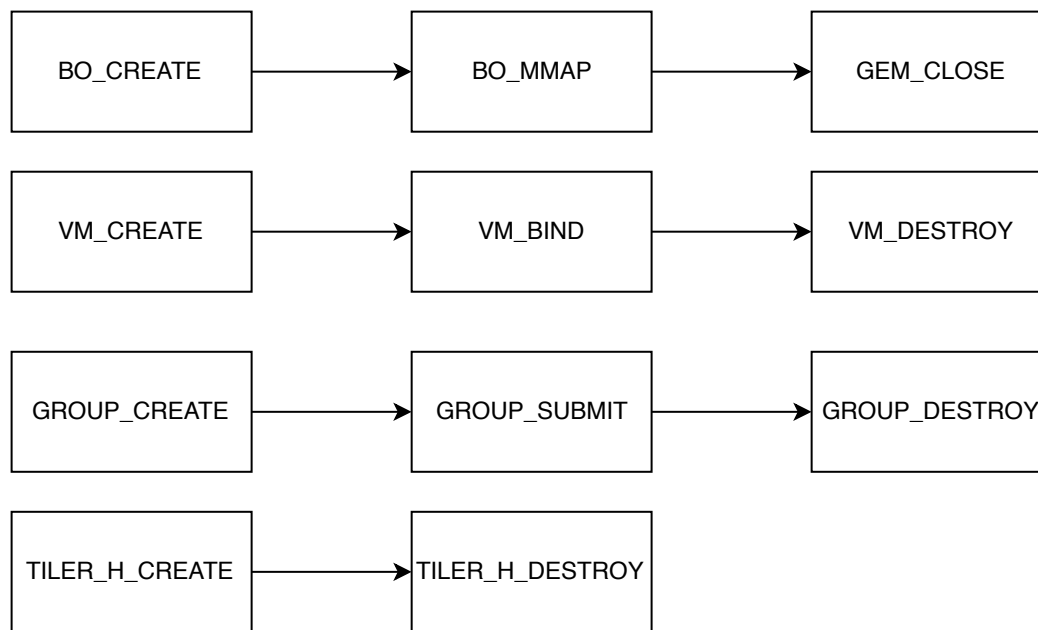 BO_CREATE
BO_MMAP
GEM_CLOSE
VM_CREATE
VM_BIND
VM_DESTROY
GROUP_CREATE
GROUP_SUBMIT
GROUP_DESTROY
TILER_H_CREATE
TILER_H_DESTROY